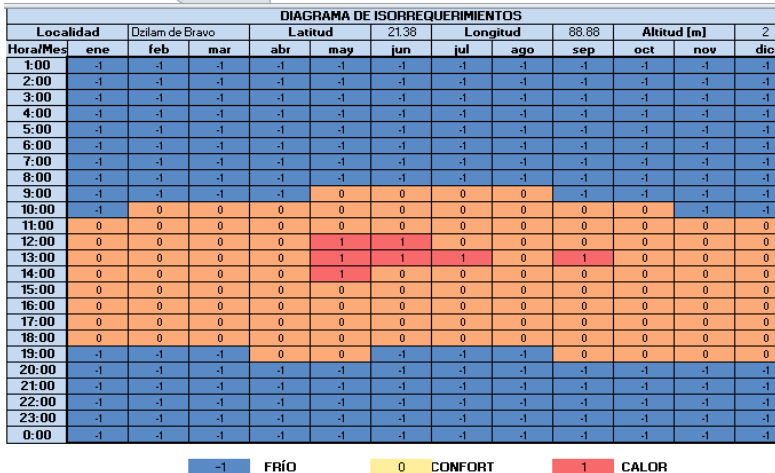 DIAGRAMA DE ISORREQUERIMIENTOS
Localidad Dzilam de Bravo Latitud 21.38 Longitud 88.88 Altitud [m] 2
Hora/Mes ene feb mar abr may jun jul ago sep oct nov dic
1:00 -1 -1 -1 -1 -1 -1 -1 -1 -1 -1 -1 -1
2:00 -1 -1 -1 -1 -1 -1 -1 -1 -1 -1 -1 -1
3:00 -1 -1 -1 -1 -1 -1 -1 -1 -1 -1 -1 -1
4:00 -1 -1 -1 -1 -1 -1 -1 -1 -1 -1 -1 -1
5:00 -1 -1 -1 -1 -1 -1 -1 -1 -1 -1 -1 -1
6:00 -1 -1 -1 -1 -1 -1 -1 -1 -1 -1 -1 -1
7:00 -1 -1 -1 -1 -1 -1 -1 -1 -1 -1 -1 -1
8:00 -1 -1 -1 -1 -1 -1 -1 -1 -1 -1 -1 -1
9:00 -1 -1 -1 -1 0 0 0 0 -1 -1 -1 -1
10:00 -1 0 0 0 0 0 0 0 0 0 -1 -1
11:00 0 0 0 0 0 0 0 0 0 0 0 0
12:00 0 0 0 0 1 1 0 0 0 0 0 0
13:00 0 0 0 0 1 1 1 0 1 0 0 0
14:00 0 0 0 0 1 0 0 0 0 0 0 0
15:00 0 0 0 0 0 0 0 0 0 0 0 0
16:00 0 0 0 0 0 0 0 0 0 0 0 0
17:00 0 0 0 0 0 0 0 0 0 0 0 0
18:00 0 0 0 0 0 0 0 0 0 0 0 0
19:00 -1 -1 -1 0 0 -1 -1 -1 0 0 0 0
20:00 -1 -1 -1 -1 -1 -1 -1 -1 -1 -1 -1 -1
21:00 -1 -1 -1 -1 -1 -1 -1 -1 -1 -1 -1 -1
22:00 -1 -1 -1 -1 -1 -1 -1 -1 -1 -1 -1 -1
23:00 -1 -1 -1 -1 -1 -1 -1 -1 -1 -1 -1 -1
0:00 -1 -1 -1 -1 -1 -1 -1 -1 -1 -1 -1 -1
-1 FRÍO 0 CONFORT 1 CALOR